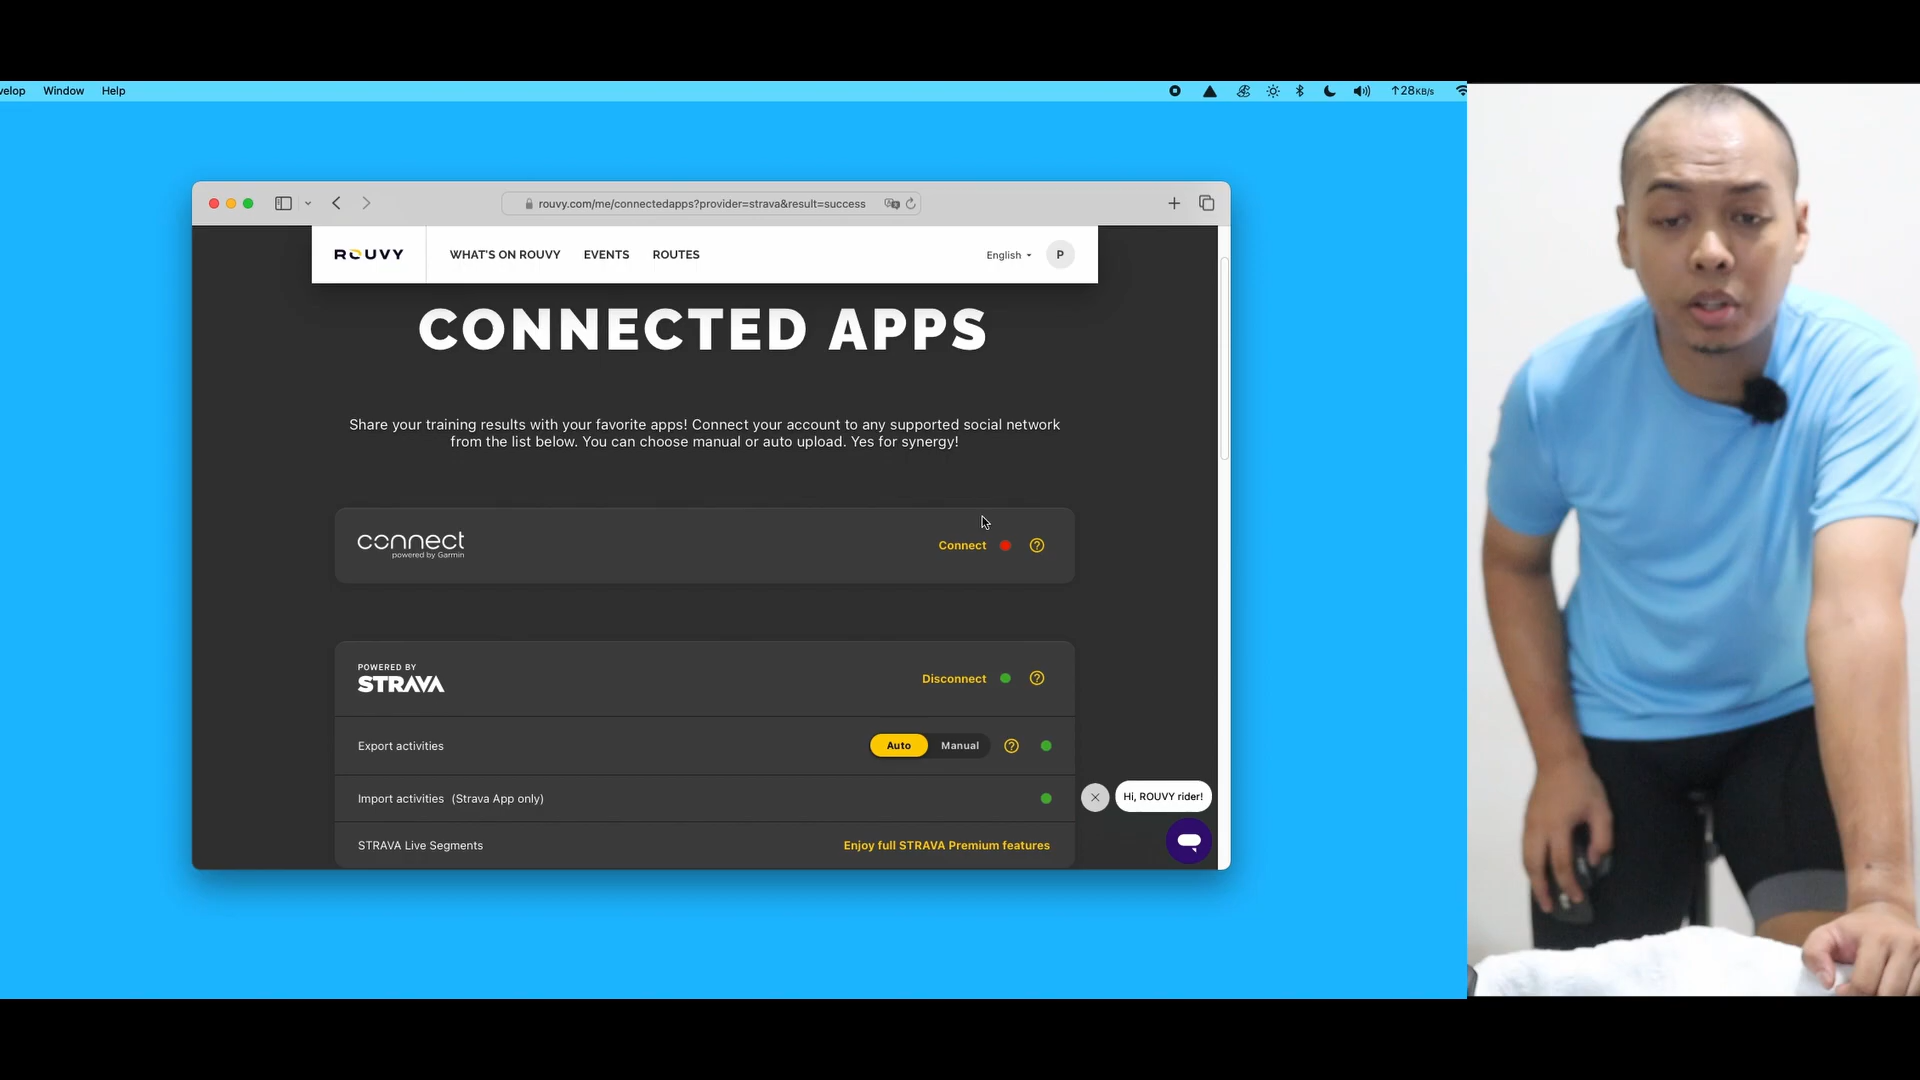 velop Window Help
↑28KB/s
rouvy.com/me/connectedapps?provider=strava&result=success
ROUVY WHAT'S ON ROUVY EVENTS ROUTES English P
CONNECTED APPS
Share your training results with your favorite apps! Connect your account to any supported social network
from the list below. You can choose manual or auto upload. Yes for synergy!
connect Connect ?
powered by Garmin
POWERED BY
STRAVA Disconnect ?
Export activities Auto Manual ?
Import activities (Strava App only)
Hi, ROUVY rider!
STRAVA Live Segments Enjoy full STRAVA Premium features